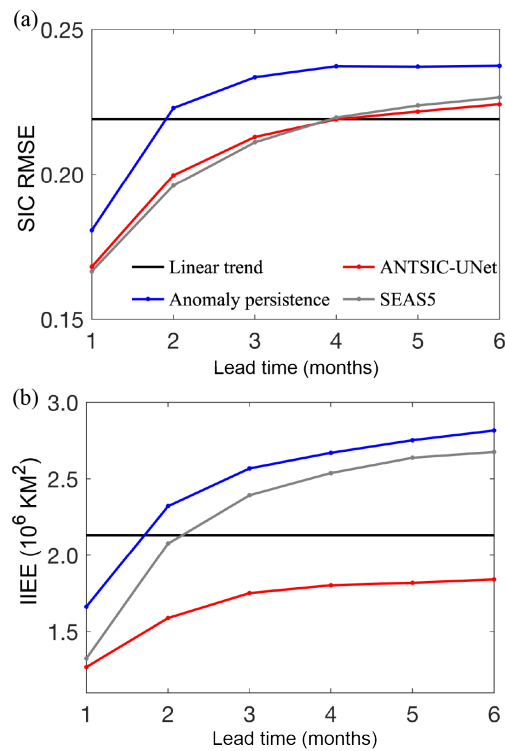 (a)
0.25
0.20
0.15
SIC RMSE
Linear trend
ANTSIC-UNet
Anomaly persistence
SEAS5
1 2 3 4 5 6
Lead time (months)
(b)
3.0
2.5
2.0
1.5
IIEE (10⁶ KM²)
1 2 3 4 5 6
Lead time (months)